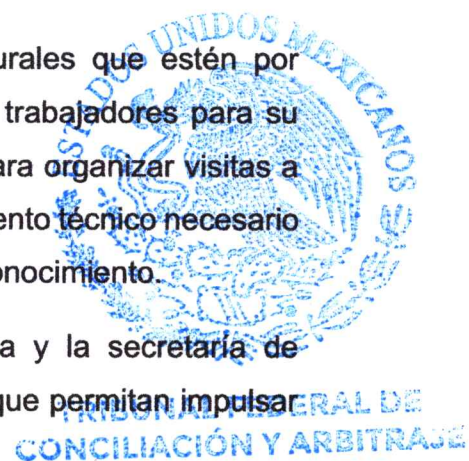 urales que estén por
trabajadores para su
ara organizar visitas a
ento técnico necesario
onocimiento.
a y la secretaría de
que permitan impulsar
ESTADOS UNIDOS MEXICANOS
TRIBUNAL FEDERAL DE
CONCILIACIÓN Y ARBITRAJE